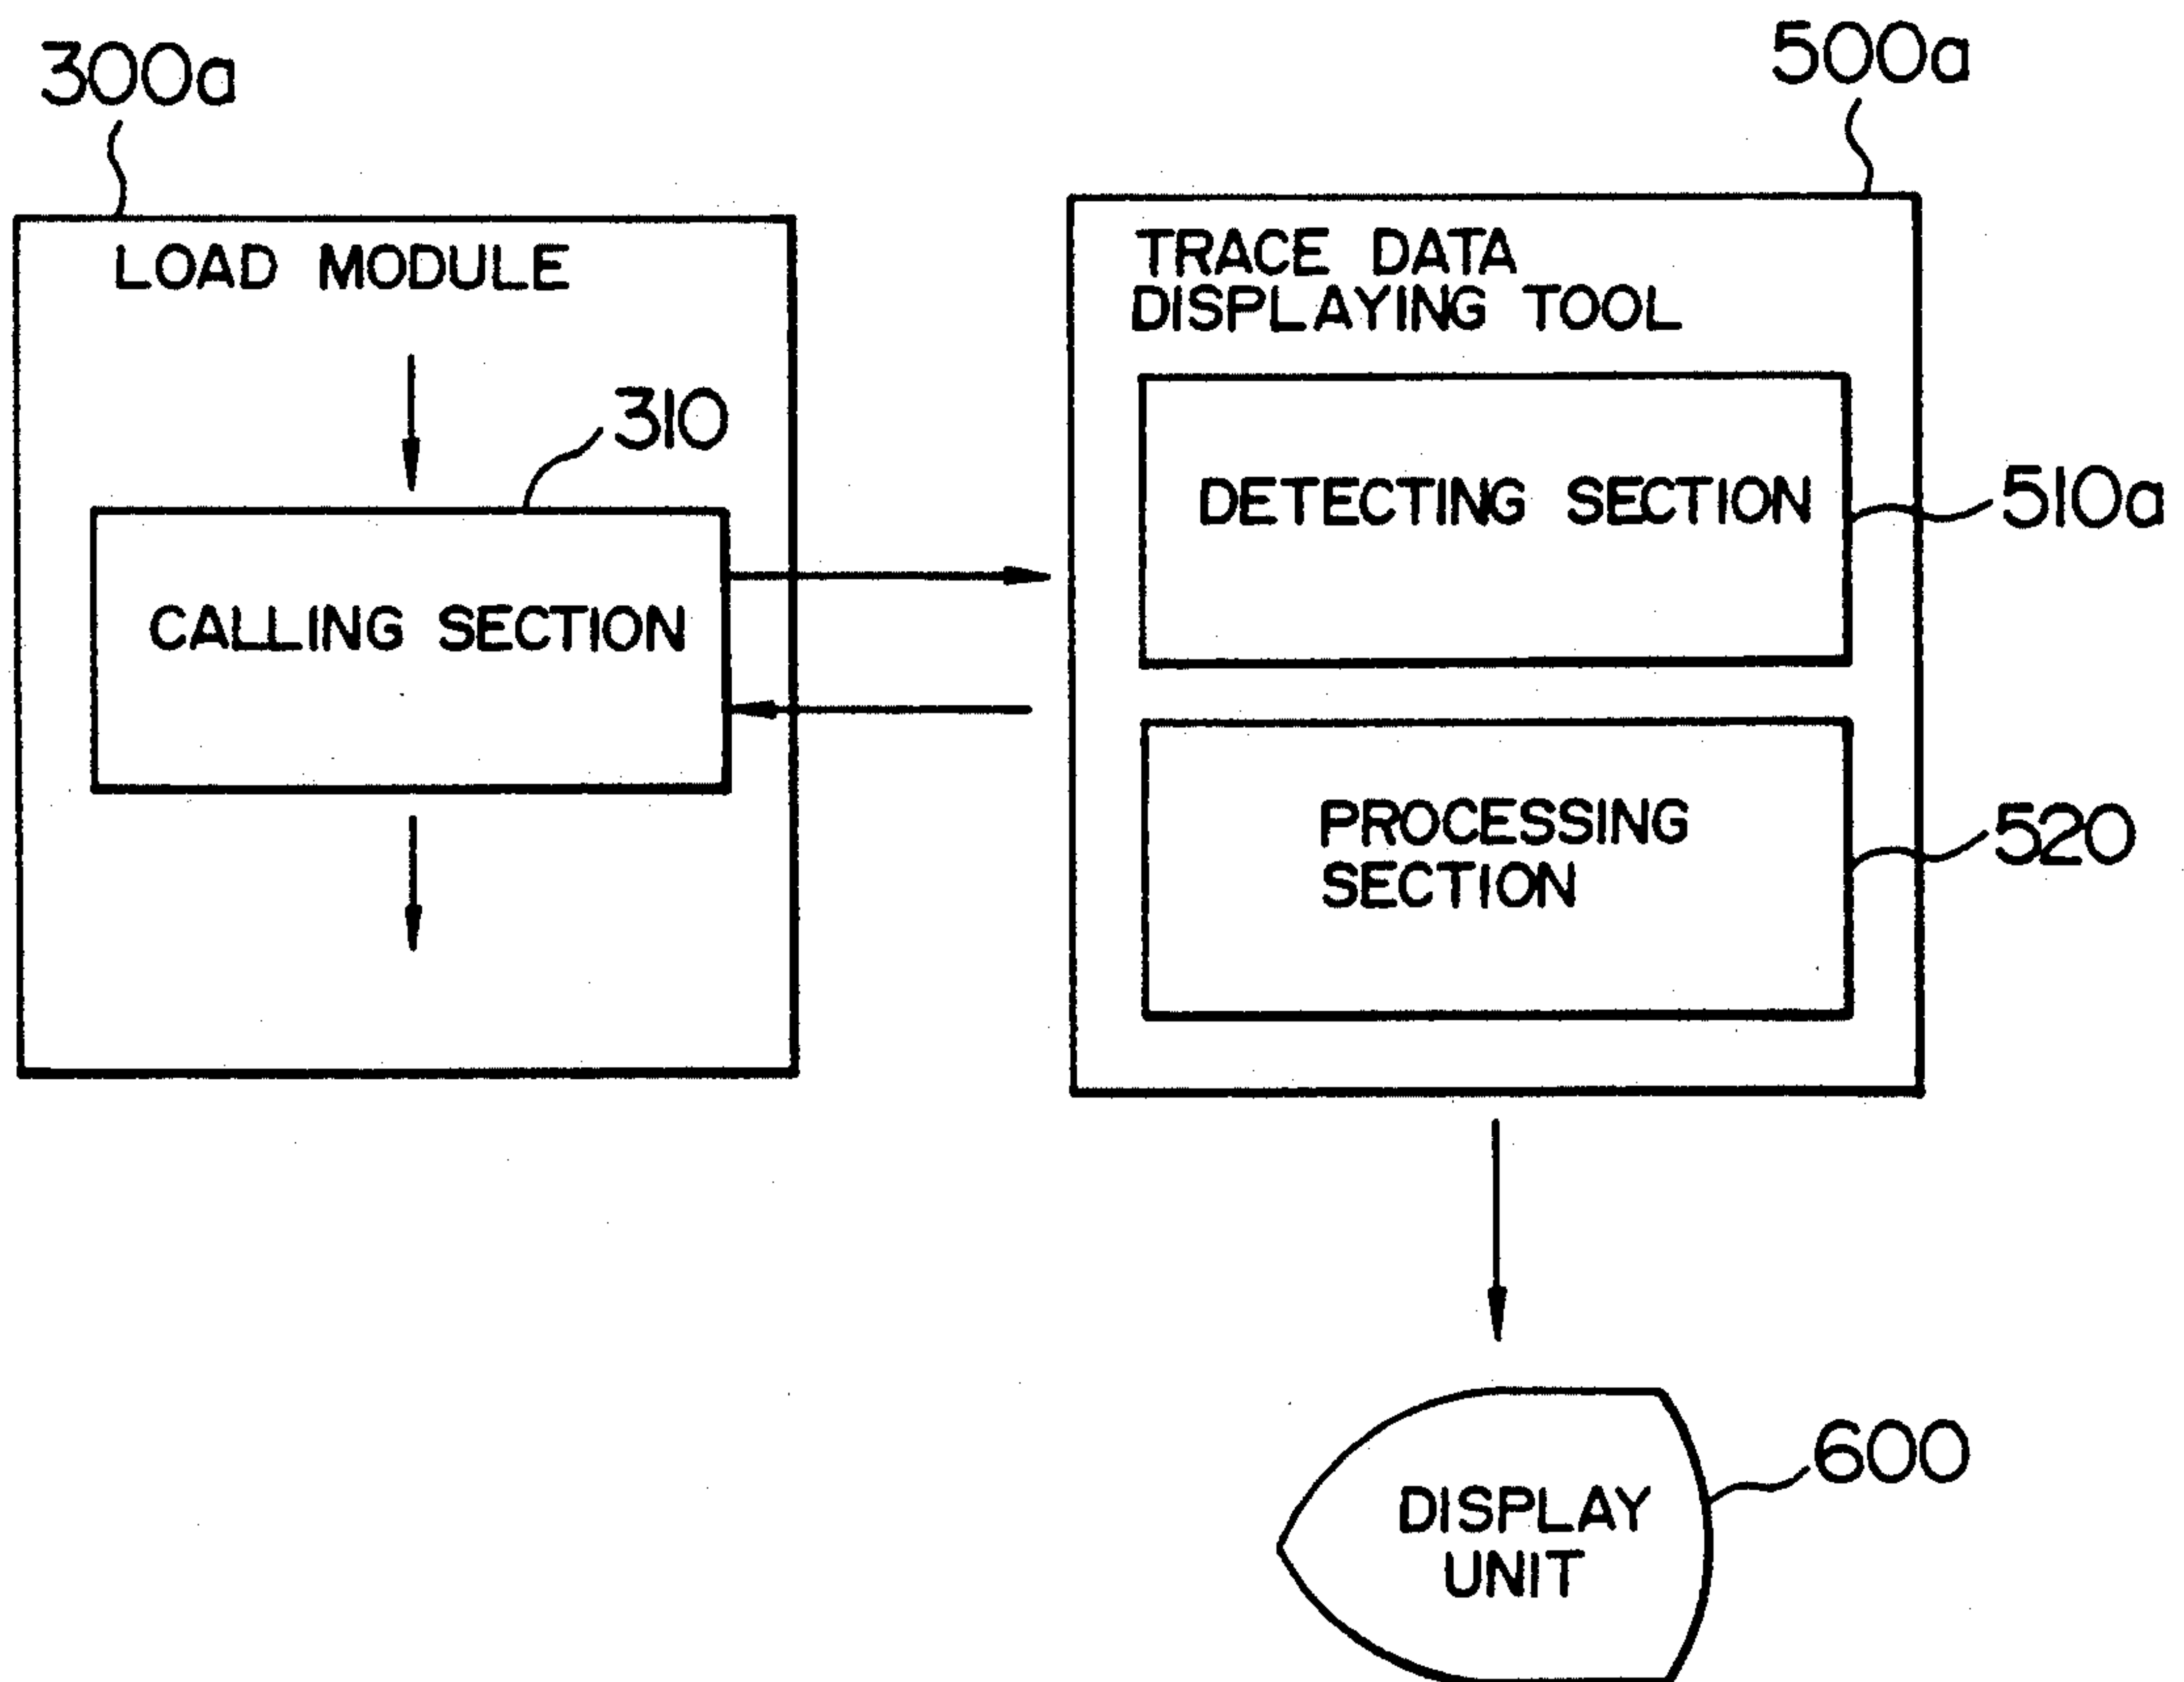 300a
LOAD MODULE
310
CALLING SECTION
500a
TRACE DATA
DISPLAYING TOOL
DETECTING SECTION
510a
PROCESSING
SECTION
520
DISPLAY
UNIT
600